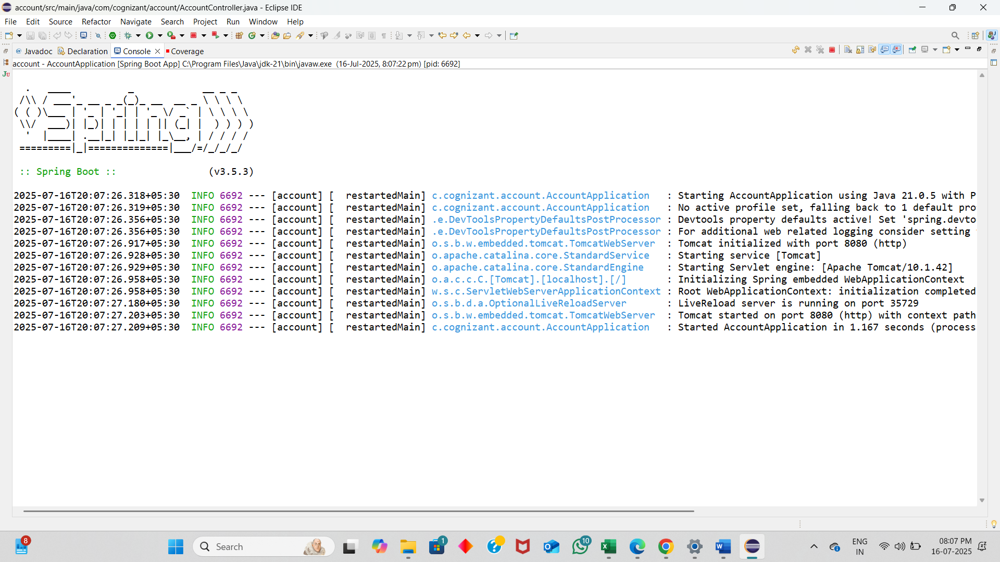 account/src/main/java/com/cognizant/account/AccountController.java - Eclipse IDE
File Edit Source Refactor Navigate Search Project Run Window Help
@ Javadoc Declaration Console Coverage
account - AccountApplication [Spring Boot App] C:\Program Files\Java\jdk-21\bin\javaw.exe (16-Jul-2025, 8:07:22 pm) [pid: 6692]
Ju
Spring
:: Spring Boot :: (v3.5.3)
2025-07-16T20:07:26.318+05:30 INFO 6692 --- [account] [ restartedMain] c.cognizant.account.AccountApplication : Starting AccountApplication using Java 21.0.5 with P
2025-07-16T20:07:26.319+05:30 INFO 6692 --- [account] [ restartedMain] c.cognizant.account.AccountApplication : No active profile set, falling back to 1 default pro
2025-07-16T20:07:26.356+05:30 INFO 6692 --- [account] [ restartedMain] .e.DevToolsPropertyDefaultsPostProcessor : Devtools property defaults active! Set 'spring.devto
2025-07-16T20:07:26.356+05:30 INFO 6692 --- [account] [ restartedMain] .e.DevToolsPropertyDefaultsPostProcessor : For additional web related logging consider setting
2025-07-16T20:07:26.917+05:30 INFO 6692 --- [account] [ restartedMain] o.s.b.w.embedded.tomcat.TomcatWebServer : Tomcat initialized with port 8080 (http)
2025-07-16T20:07:26.928+05:30 INFO 6692 --- [account] [ restartedMain] o.apache.catalina.core.StandardService : Starting service [Tomcat]
2025-07-16T20:07:26.929+05:30 INFO 6692 --- [account] [ restartedMain] o.apache.catalina.core.StandardEngine : Starting Servlet engine: [Apache Tomcat/10.1.42]
2025-07-16T20:07:26.958+05:30 INFO 6692 --- [account] [ restartedMain] o.a.c.c.C.[Tomcat].[localhost].[/] : Initializing Spring embedded WebApplicationContext
2025-07-16T20:07:26.958+05:30 INFO 6692 --- [account] [ restartedMain] w.s.c.ServletWebServerApplicationContext : Root WebApplicationContext: initialization completed
2025-07-16T20:07:27.180+05:30 INFO 6692 --- [account] [ restartedMain] o.s.b.d.a.OptionalLiveReloadServer : LiveReload server is running on port 35729
2025-07-16T20:07:27.203+05:30 INFO 6692 --- [account] [ restartedMain] o.s.b.w.embedded.tomcat.TomcatWebServer : Tomcat started on port 8080 (http) with context path
2025-07-16T20:07:27.209+05:30 INFO 6692 --- [account] [ restartedMain] c.cognizant.account.AccountApplication : Started AccountApplication in 1.167 seconds (process
8 Search 1 10 ENG 08:07 PM
IN 16-07-2025